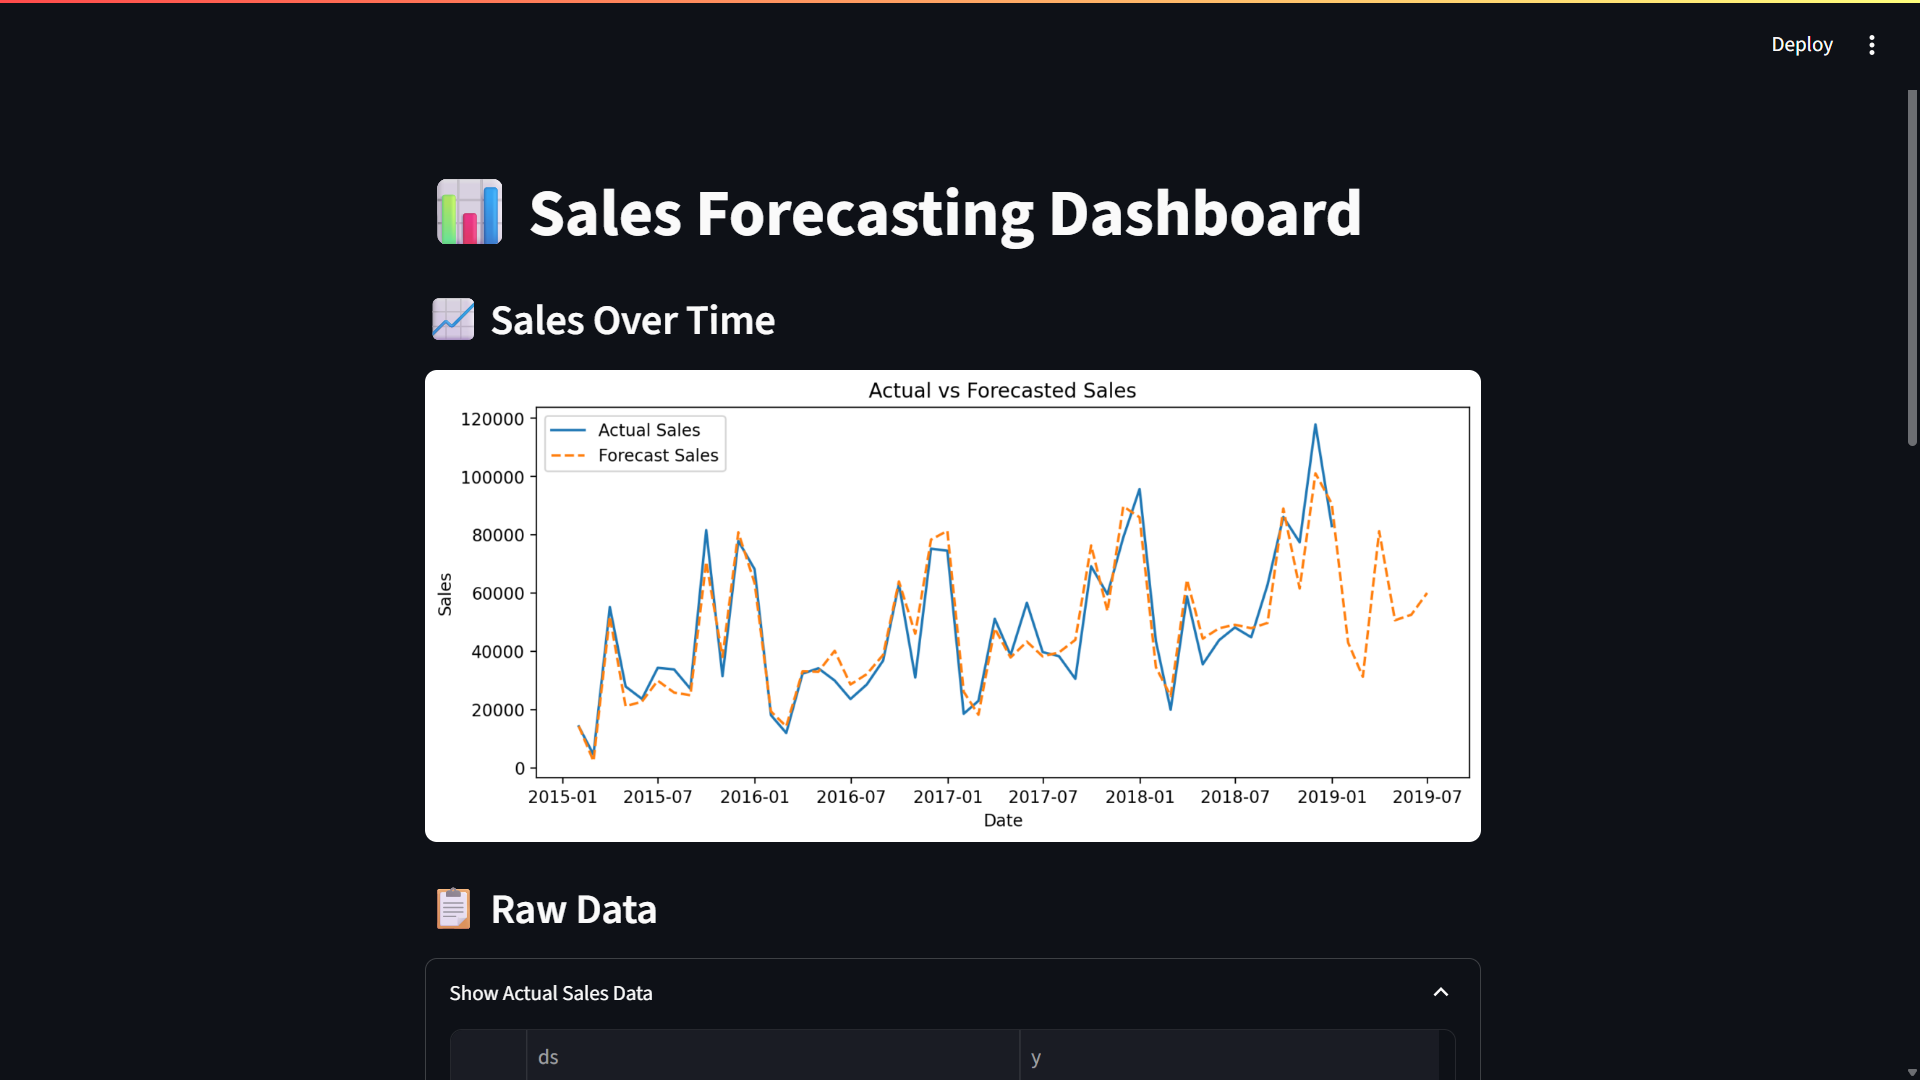 Deploy
Sales Forecasting Dashboard
Sales Over Time
Actual vs Forecasted Sales
Actual Sales
Forecast Sales
120000
100000
80000
60000
40000
20000
0
Sales
2015-01 2015-07 2016-01 2016-07 2017-01 2017-07 2018-01 2018-07 2019-01 2019-07
Date
Raw Data
Show Actual Sales Data
ds y